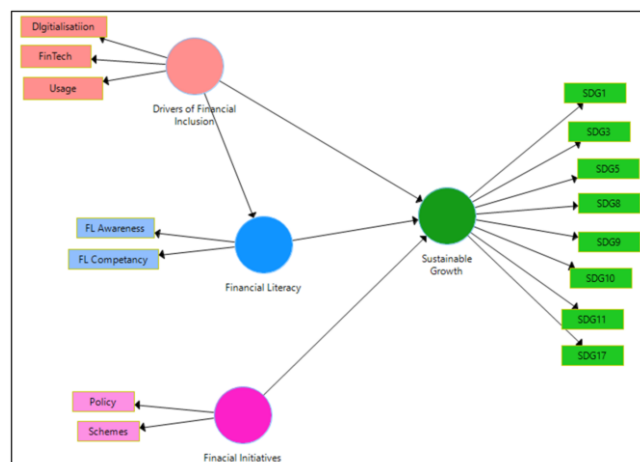 DIgitialisatiion
FinTech
Usage
Drivers of Financial
Inclusion
FL Awareness
FL Competancy
Financial Literacy
Policy
Schemes
Finacial Initiatives
Sustainable
Growth
SDG1
SDG3
SDG5
SDG8
SDG9
SDG10
SDG11
SDG17